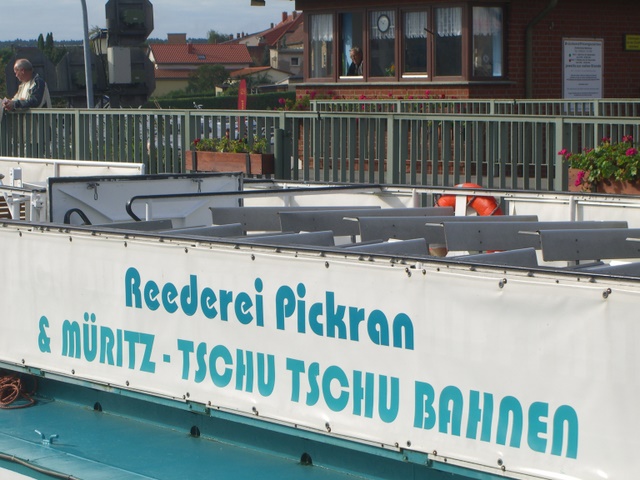 Reederei Pickran
& MÜRITZ - TSCHU TSCHU BAHNEN